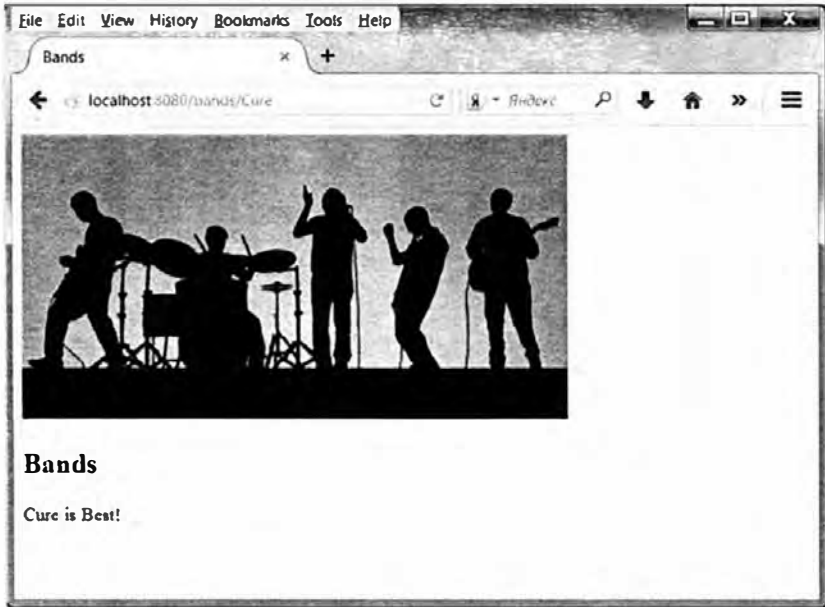 File Edit View History Bookmarks Tools Help
Bands × +
localhost:8080/bands/Cure Яндекс
Bands
Cure is Best!